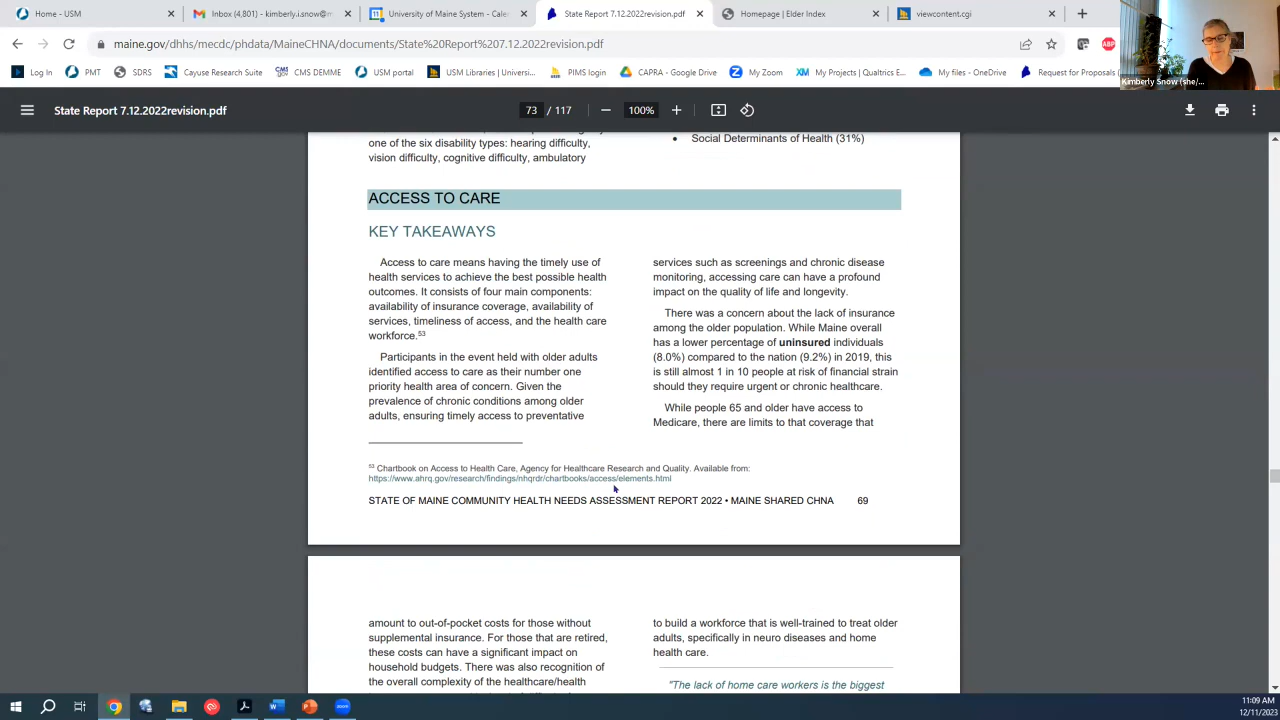 Home - USM
Inbox (4,801) - kimberly.i.snow@m
University of Maine System - Cale
State Report 7.12.2022revision.pdf
Homepage | Elder Index
viewcontent.cgi
maine.gov/dhhs/mecdc/phdata/MaineCHNA/documents/State%20Report%207.12.2022revision.pdf
ABP
Log In
PMT
SDRS
Cayuse Research Suite
CMS DEMME
USM portal
USM Libraries | Universi...
PIMS login
CAPRA - Google Drive
My Zoom
My Projects | Qualtrics E...
My files - OneDrive
Request for Proposals (
Kimberly Snow (she/...
State Report 7.12.2022revision.pdf
73 / 117
100%
one of the six disability types: hearing difficulty,
vision difficulty, cognitive difficulty, ambulatory
• Social Determinants of Health (31%)
ACCESS TO CARE
KEY TAKEAWAYS
Access to care means having the timely use of
health services to achieve the best possible health
outcomes. It consists of four main components:
availability of insurance coverage, availability of
services, timeliness of access, and the health care
workforce.53
Participants in the event held with older adults
identified access to care as their number one
priority health area of concern. Given the
prevalence of chronic conditions among older
adults, ensuring timely access to preventative
services such as screenings and chronic disease
monitoring, accessing care can have a profound
impact on the quality of life and longevity.
There was a concern about the lack of insurance
among the older population. While Maine overall
has a lower percentage of uninsured individuals
(8.0%) compared to the nation (9.2%) in 2019, this
is still almost 1 in 10 people at risk of financial strain
should they require urgent or chronic healthcare.
While people 65 and older have access to
Medicare, there are limits to that coverage that
53 Chartbook on Access to Health Care, Agency for Healthcare Research and Quality. Available from:
https://www.ahrq.gov/research/findings/nhqrdr/chartbooks/access/elements.html
STATE OF MAINE COMMUNITY HEALTH NEEDS ASSESSMENT REPORT 2022 • MAINE SHARED CHNA 69
amount to out-of-pocket costs for those without
supplemental insurance. For those that are retired,
these costs can have a significant impact on
household budgets. There was also recognition of
the overall complexity of the healthcare/health
to build a workforce that is well-trained to treat older
adults, specifically in neuro diseases and home
health care.
"The lack of home care workers is the biggest
11:09 AM
12/11/2023